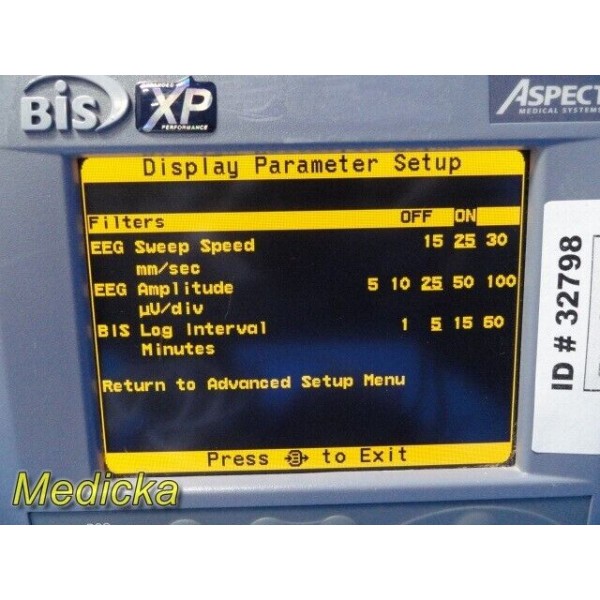 BIS XP
PERFORMANCE
ASPECT
MEDICAL SYSTEMS
Display Parameter Setup
Filters OFF ON
EEG Sweep Speed 15 25 30
mm/sec
EEG Amplitude 5 10 25 50 100
µV/div
BIS Log Interval 1 5 15 60
Minutes
Return to Advanced Setup Menu
Press to Exit
ID # 32798
Medicka